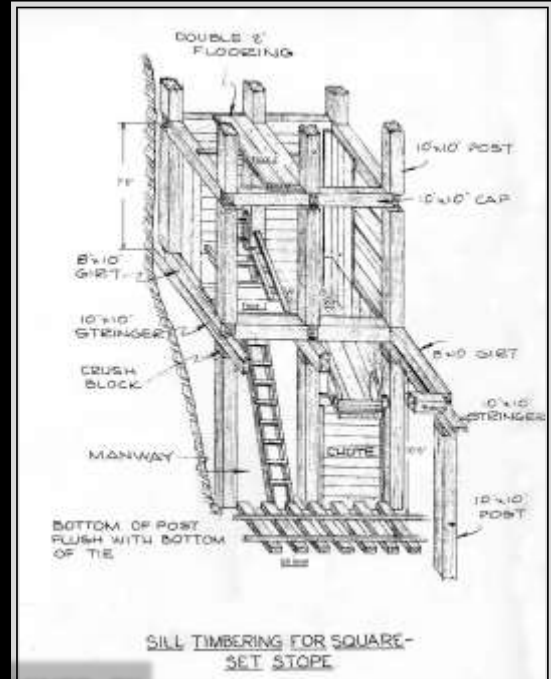 DOUBLE 2"
FLOORING
10"x10" POST
10"x10" CAP
8"x10"
GIRT
10"x10"
STRINGER
CRUSH
BLOCK
8"x10" GIRT
10"x10"
STRINGER
MANWAY
CHUTE
10"x10"
POST
BOTTOM OF POST
FLUSH WITH BOTTOM
OF TIE
SILL TIMBERING FOR SQUARE-
SET STOPE